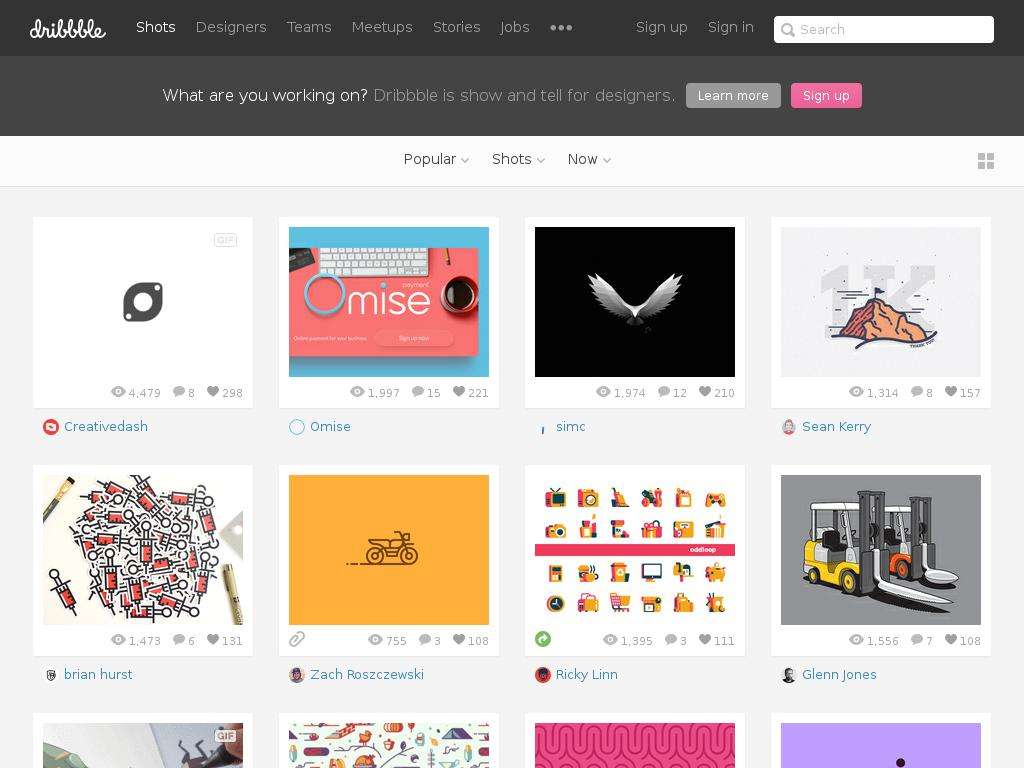 dribbble Shots Designers Teams Meetups Stories Jobs Sign up Sign in Search
What are you working on? Dribbble is show and tell for designers. Learn more Sign up
Popular Shots Now
GIF
payment
Omise
Online payment for your business. Sign up now
1K
THANK YOU!
4,479 8 298
1,997 15 221
1,974 12 210
1,314 8 157
Creativedash
Omise
simc
Sean Kerry
oddloop
1,473 6 131
755 3 108
1,395 3 111
1,556 7 108
brian hurst
Zach Roszczewski
Ricky Linn
Glenn Jones
GIF